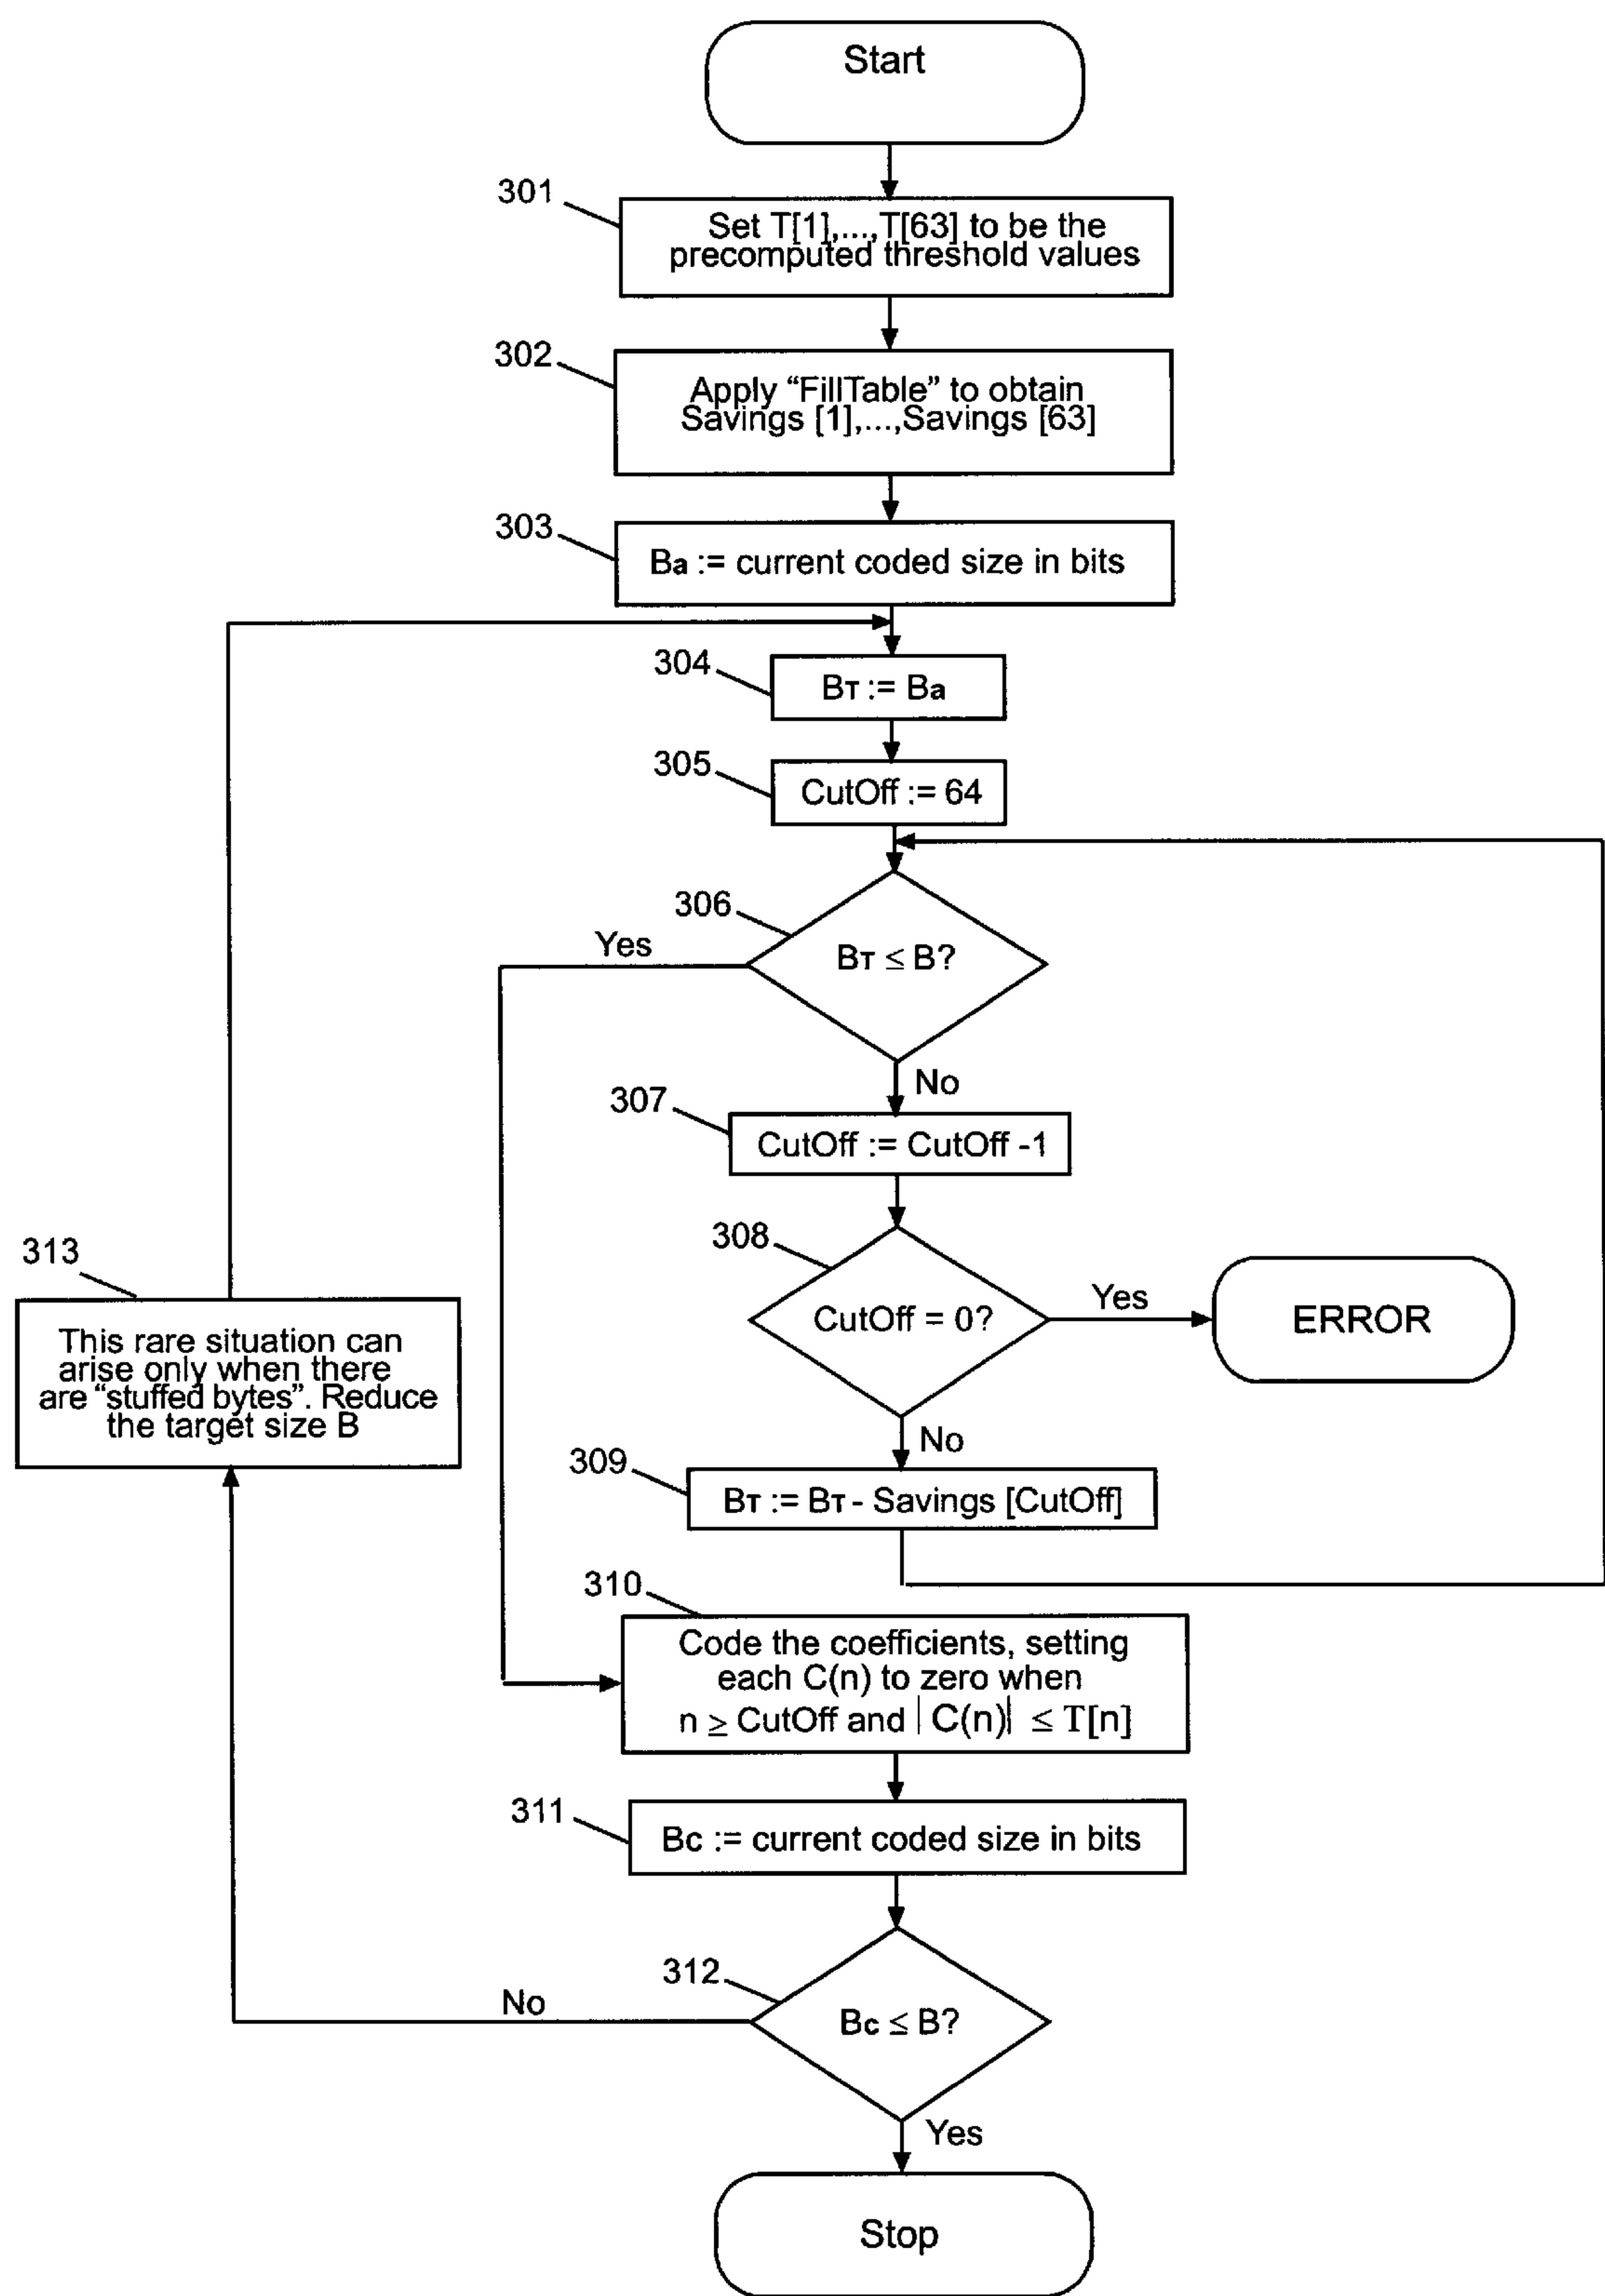 Start
301
Set T[1],...,T[63] to be the
precomputed threshold values
302
Apply “FillTable” to obtain
Savings [1],...,Savings [63]
303
Ba := current coded size in bits
304
BT := Ba
305
CutOff := 64
306
Yes
BT ≤ B?
No
307
CutOff := CutOff -1
308
CutOff = 0?
Yes
ERROR
313
This rare situation can
arise only when there
are “stuffed bytes”. Reduce
the target size B
No
309
BT := BT - Savings [CutOff]
310
Code the coefficients, setting
each C(n) to zero when
n ≥ CutOff and | C(n)| ≤ T[n]
311
Bc := current coded size in bits
312
No
Bc ≤ B?
Yes
Stop